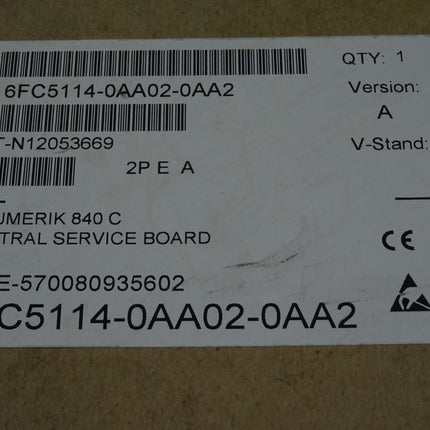 6FC5114-0AA02-0AA2
QTY: 1
Version:
A
T-N12053669
V-Stand:
2P E A
UMERIK 840 C
TRAL SERVICE BOARD
CE
E-570080935602
C5114-0AA02-0AA2